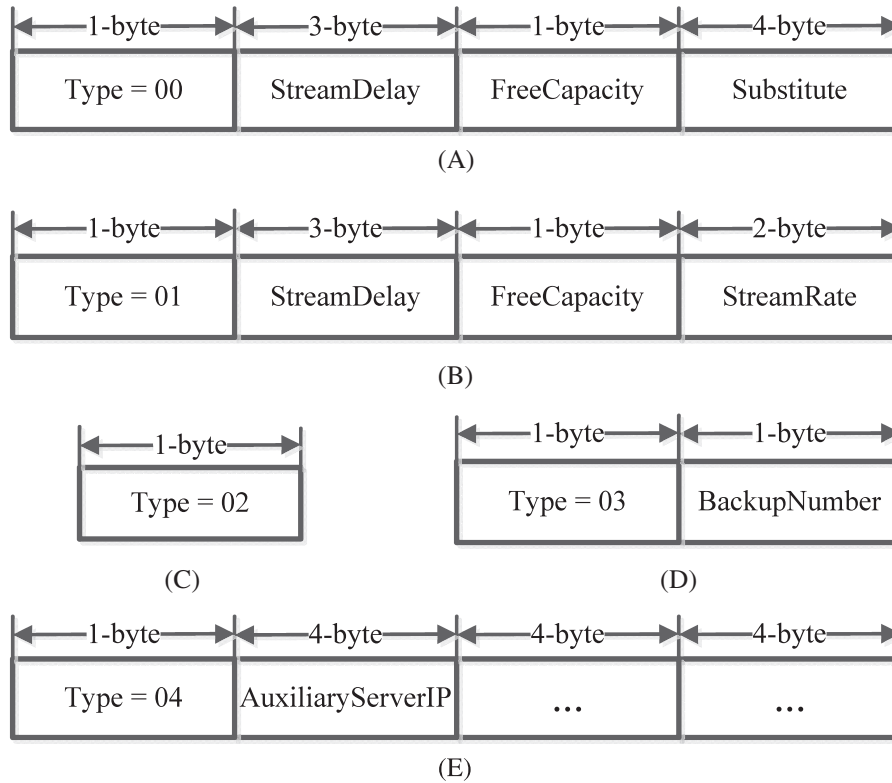 1-byte 3-byte 1-byte 4-byte
Type = 00 StreamDelay FreeCapacity Substitute
(A)
1-byte 3-byte 1-byte 2-byte
Type = 01 StreamDelay FreeCapacity StreamRate
(B)
1-byte
Type = 02
(C)
1-byte 1-byte
Type = 03 BackupNumber
(D)
1-byte 4-byte 4-byte 4-byte
Type = 04 AuxiliaryServerIP ... ...
(E)